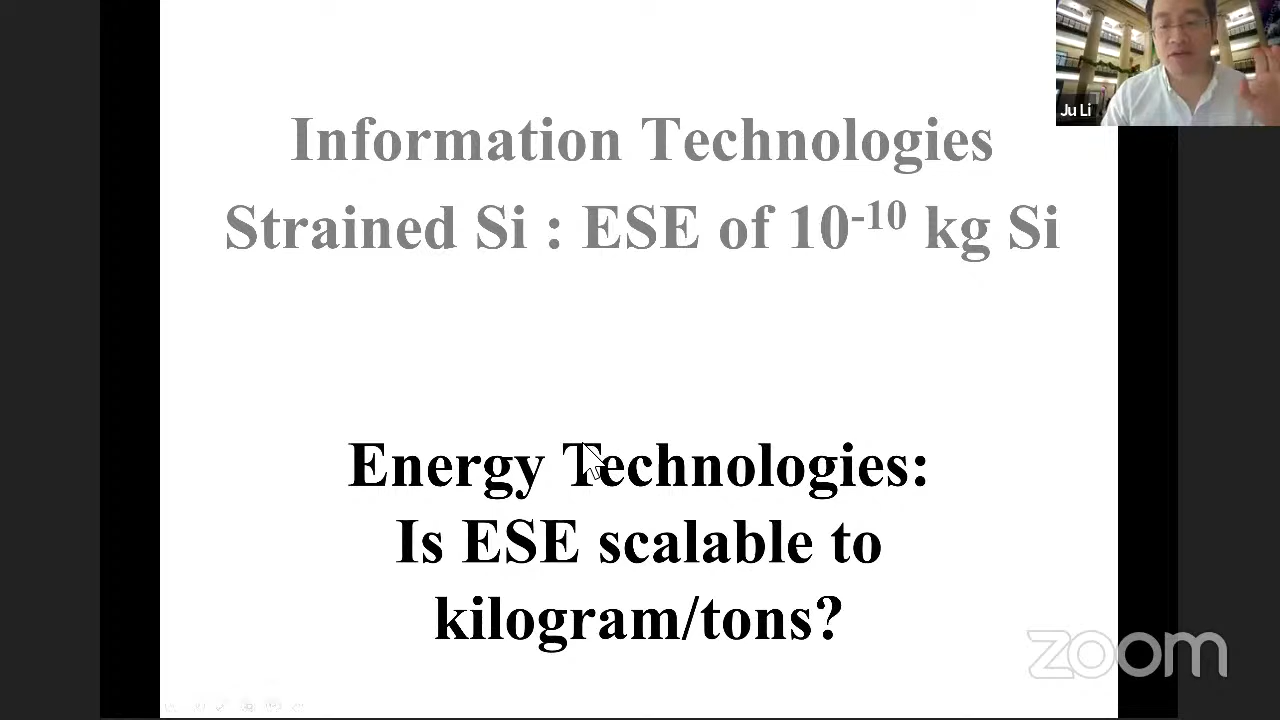 Ju Li
Information Technologies
Strained Si : ESE of 10⁻¹⁰ kg Si
Energy Technologies:
Is ESE scalable to
kilogram/tons?
zoom